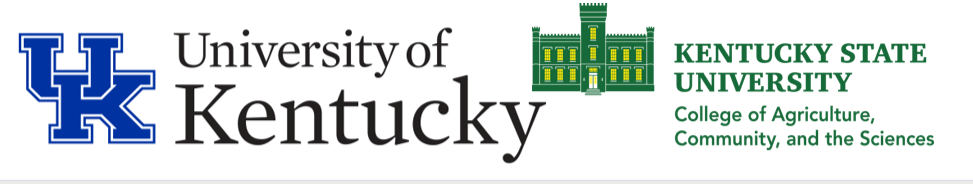 UK
University of
Kentucky
KENTUCKY STATE
UNIVERSITY
College of Agriculture,
Community, and the Sciences